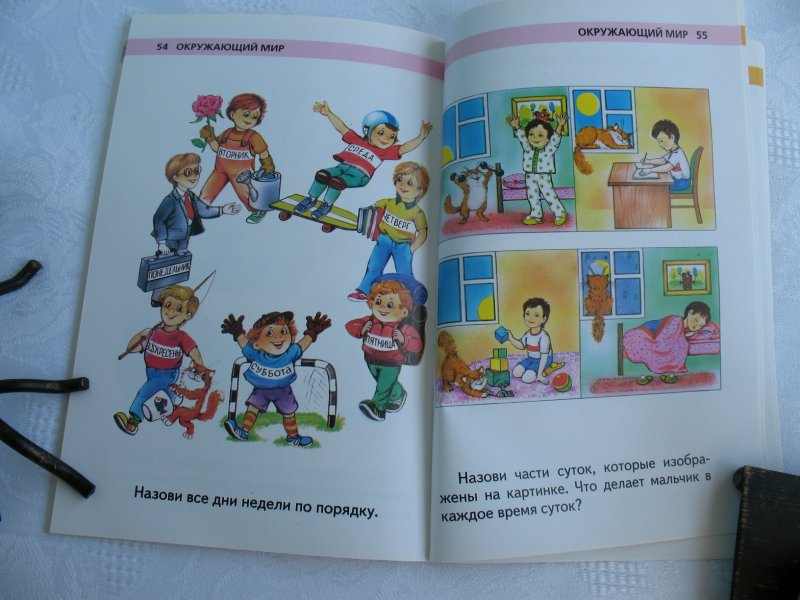 54 ОКРУЖАЮЩИЙ МИР
ВТОРНИК
СРЕДА
ЧЕТВЕРГ
ПОНЕДЕЛЬНИК
ВОСКРЕСЕНЬЕ
СУББОТА
ПЯТНИЦА
Назови все дни недели по порядку.
ОКРУЖАЮЩИЙ МИР 55
Назови части суток, которые изобра-
жены на картинке. Что делает мальчик в
каждое время суток?